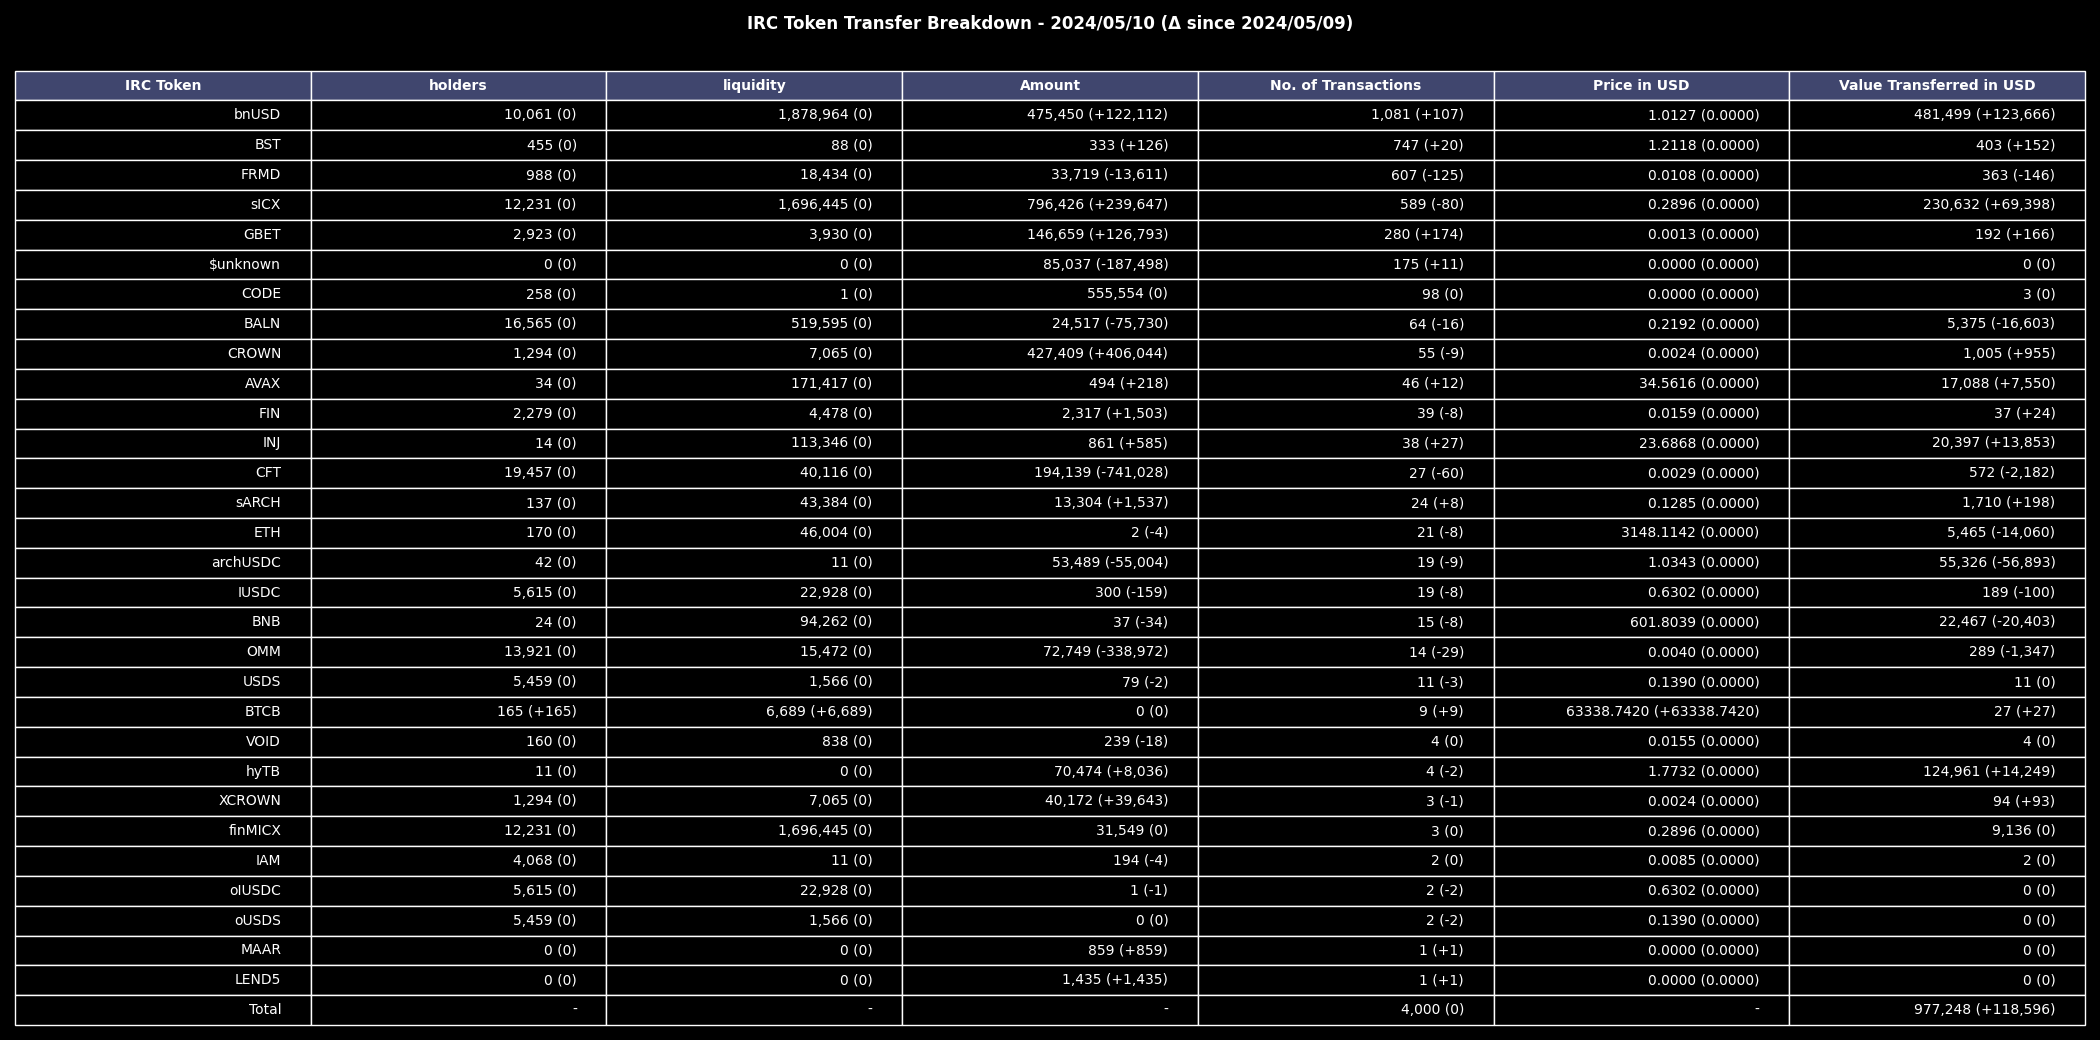 IRC Token Transfer Breakdown - 2024/05/10 (Δ since 2024/05/09)
IRC Token holders liquidity Amount No. of Transactions Price in USD Value Transferred in USD
bnUSD 10,061 (0) 1,878,964 (0) 475,450 (+122,112) 1,081 (+107) 1.0127 (0.0000) 481,499 (+123,666)
BST 455 (0) 88 (0) 333 (+126) 747 (+20) 1.2118 (0.0000) 403 (+152)
FRMD 988 (0) 18,434 (0) 33,719 (-13,611) 607 (-125) 0.0108 (0.0000) 363 (-146)
sICX 12,231 (0) 1,696,445 (0) 796,426 (+239,647) 589 (-80) 0.2896 (0.0000) 230,632 (+69,398)
GBET 2,923 (0) 3,930 (0) 146,659 (+126,793) 280 (+174) 0.0013 (0.0000) 192 (+166)
$unknown 0 (0) 0 (0) 85,037 (-187,498) 175 (+11) 0.0000 (0.0000) 0 (0)
CODE 258 (0) 1 (0) 555,554 (0) 98 (0) 0.0000 (0.0000) 3 (0)
BALN 16,565 (0) 519,595 (0) 24,517 (-75,730) 64 (-16) 0.2192 (0.0000) 5,375 (-16,603)
CROWN 1,294 (0) 7,065 (0) 427,409 (+406,044) 55 (-9) 0.0024 (0.0000) 1,005 (+955)
AVAX 34 (0) 171,417 (0) 494 (+218) 46 (+12) 34.5616 (0.0000) 17,088 (+7,550)
FIN 2,279 (0) 4,478 (0) 2,317 (+1,503) 39 (-8) 0.0159 (0.0000) 37 (+24)
INJ 14 (0) 113,346 (0) 861 (+585) 38 (+27) 23.6868 (0.0000) 20,397 (+13,853)
CFT 19,457 (0) 40,116 (0) 194,139 (-741,028) 27 (-60) 0.0029 (0.0000) 572 (-2,182)
sARCH 137 (0) 43,384 (0) 13,304 (+1,537) 24 (+8) 0.1285 (0.0000) 1,710 (+198)
ETH 170 (0) 46,004 (0) 2 (-4) 21 (-8) 3148.1142 (0.0000) 5,465 (-14,060)
archUSDC 42 (0) 11 (0) 53,489 (-55,004) 19 (-9) 1.0343 (0.0000) 55,326 (-56,893)
IUSDC 5,615 (0) 22,928 (0) 300 (-159) 19 (-8) 0.6302 (0.0000) 189 (-100)
BNB 24 (0) 94,262 (0) 37 (-34) 15 (-8) 601.8039 (0.0000) 22,467 (-20,403)
OMM 13,921 (0) 15,472 (0) 72,749 (-338,972) 14 (-29) 0.0040 (0.0000) 289 (-1,347)
USDS 5,459 (0) 1,566 (0) 79 (-2) 11 (-3) 0.1390 (0.0000) 11 (0)
BTCB 165 (+165) 6,689 (+6,689) 0 (0) 9 (+9) 63338.7420 (+63338.7420) 27 (+27)
VOID 160 (0) 838 (0) 239 (-18) 4 (0) 0.0155 (0.0000) 4 (0)
hyTB 11 (0) 0 (0) 70,474 (+8,036) 4 (-2) 1.7732 (0.0000) 124,961 (+14,249)
XCROWN 1,294 (0) 7,065 (0) 40,172 (+39,643) 3 (-1) 0.0024 (0.0000) 94 (+93)
finMICX 12,231 (0) 1,696,445 (0) 31,549 (0) 3 (0) 0.2896 (0.0000) 9,136 (0)
IAM 4,068 (0) 11 (0) 194 (-4) 2 (0) 0.0085 (0.0000) 2 (0)
oIUSDC 5,615 (0) 22,928 (0) 1 (-1) 2 (-2) 0.6302 (0.0000) 0 (0)
oUSDS 5,459 (0) 1,566 (0) 0 (0) 2 (-2) 0.1390 (0.0000) 0 (0)
MAAR 0 (0) 0 (0) 859 (+859) 1 (+1) 0.0000 (0.0000) 0 (0)
LEND5 0 (0) 0 (0) 1,435 (+1,435) 1 (+1) 0.0000 (0.0000) 0 (0)
Total - - - 4,000 (0) - 977,248 (+118,596)